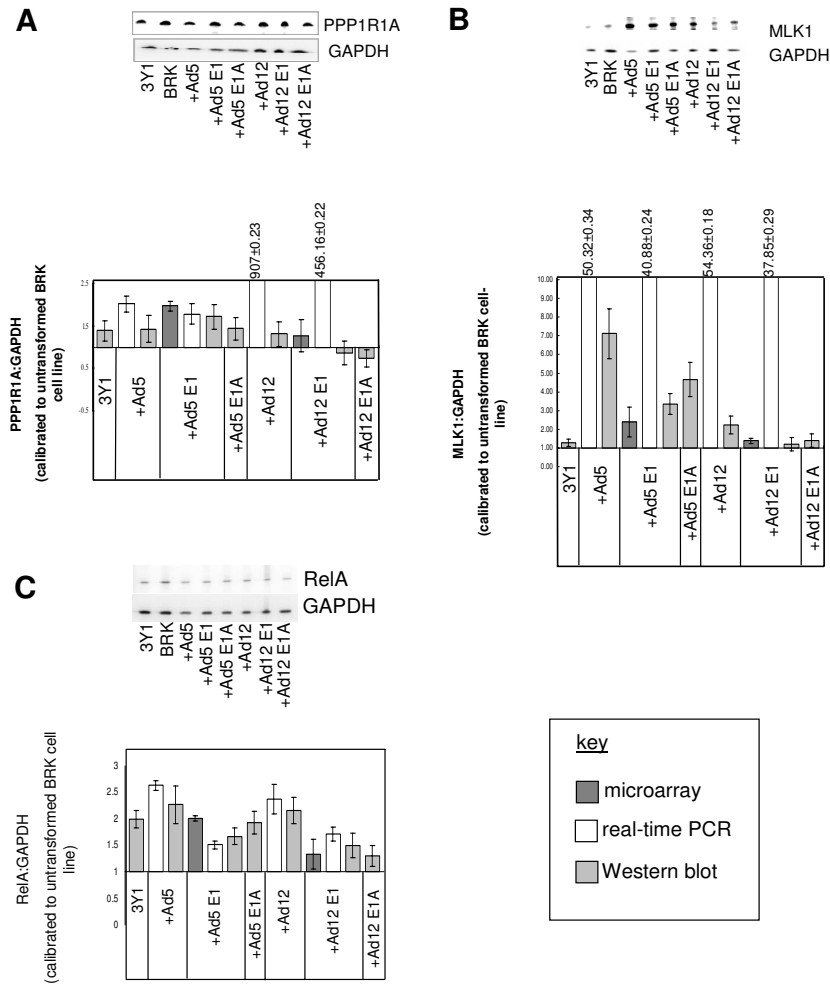 A
PPP1R1A
GAPDH
3Y1
BRK
+Ad5
+Ad5 E1
+Ad5 E1A
+Ad12
+Ad12 E1
+Ad12 E1A
907±0.23
456.16±0.22
PPP1R1A:GAPDH
(calibrated to untransformed BRK
cell line)
2.5
1.5
-0.5
3Y1
+Ad5
+Ad5 E1
+Ad5 E1A
+Ad12
+Ad12 E1
+Ad12 E1A
B
MLK1
GAPDH
3Y1
BRK
+Ad5
+Ad5 E1
+Ad5 E1A
+Ad12
+Ad12 E1
+Ad12 E1A
50.32±0.34
40.88±0.24
54.36±0.18
37.85±0.29
MLK1:GAPDH
(calibrated to untransformed BRK cell-
line)
10.00
9.00
8.00
7.00
6.00
5.00
4.00
3.00
2.00
1.00
0.00
3Y1
+Ad5
+Ad5 E1
+Ad5 E1A
+Ad12
+Ad12 E1
+Ad12 E1A
C
RelA
GAPDH
3Y1
BRK
+Ad5
+Ad5 E1
+Ad5 E1A
+Ad12
+Ad12 E1
+Ad12 E1A
RelA:GAPDH
(calibrated to untransformed BRK cell
line)
3
2.5
2
1.5
1
0.5
0
3Y1
+Ad5
+Ad5 E1
+Ad5 E1A
+Ad12
+Ad12 E1
+Ad12 E1A
key
microarray
real-time PCR
Western blot